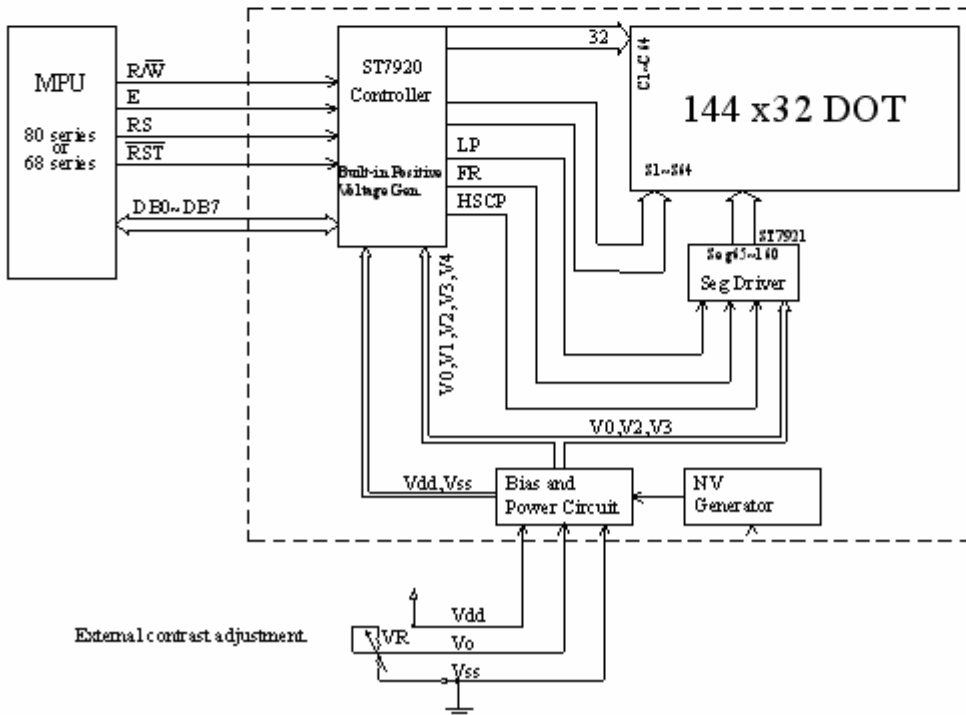 MPU
80 series
or
68 series
R/W̅
E
RS
R̅S̅T̅
DB0~DB7
ST7920
Controller
Built-in Positive
Voltage Gen.
32
C1~C64
144 x32 DOT
S1~S64
LP
FR
HSCP
ST7921
Seg65~160
Seg Driver
V0,V1,V2,V3,V4
V0,V2,V3
Vdd,Vss
Bias and
Power Circuit
NV
Generator
External contrast adjustment.
VR
Vdd
Vo
Vss